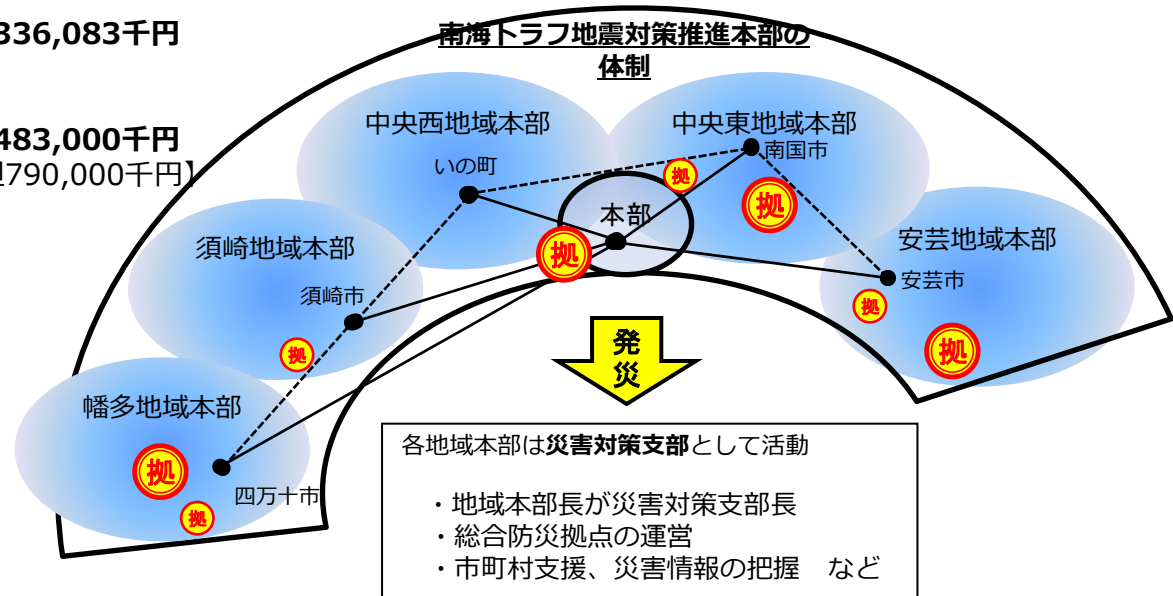 336,083千円
南海トラフ地震対策推進本部の
体制
483,000千円
790,000千円】
中央西地域本部
中央東地域本部
いの町
南国市
拠
拠
本部
拠
須崎地域本部
安芸地域本部
須崎市
安芸市
拠
拠
拠
発
災
幡多地域本部
拠
四万十市
拠
各地域本部は災害対策支部として活動
・地域本部長が災害対策支部長
・総合防災拠点の運営
・市町村支援、災害情報の把握　など